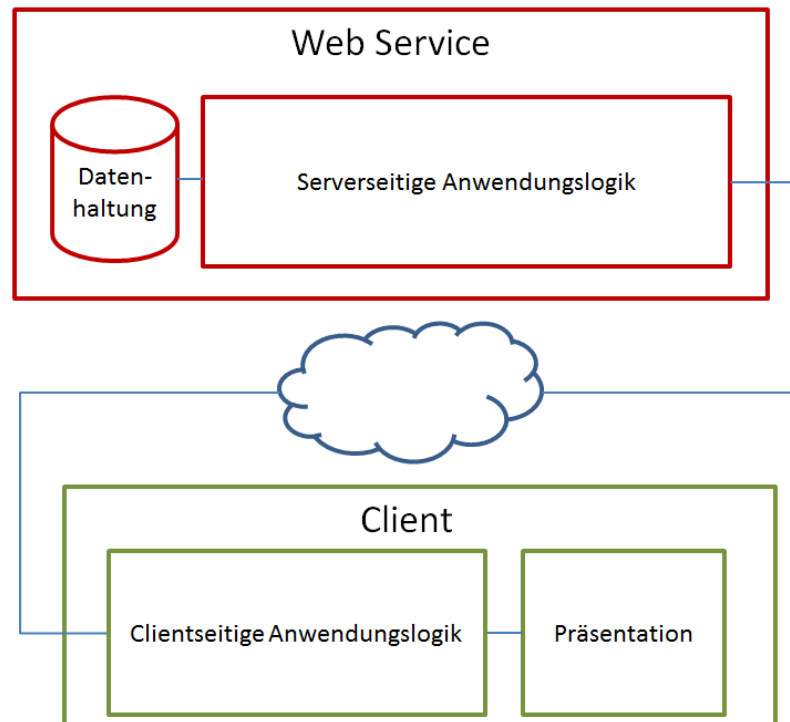 Web Service
Daten-
haltung
Serverseitige Anwendungslogik
Client
Clientseitige Anwendungslogik
Präsentation